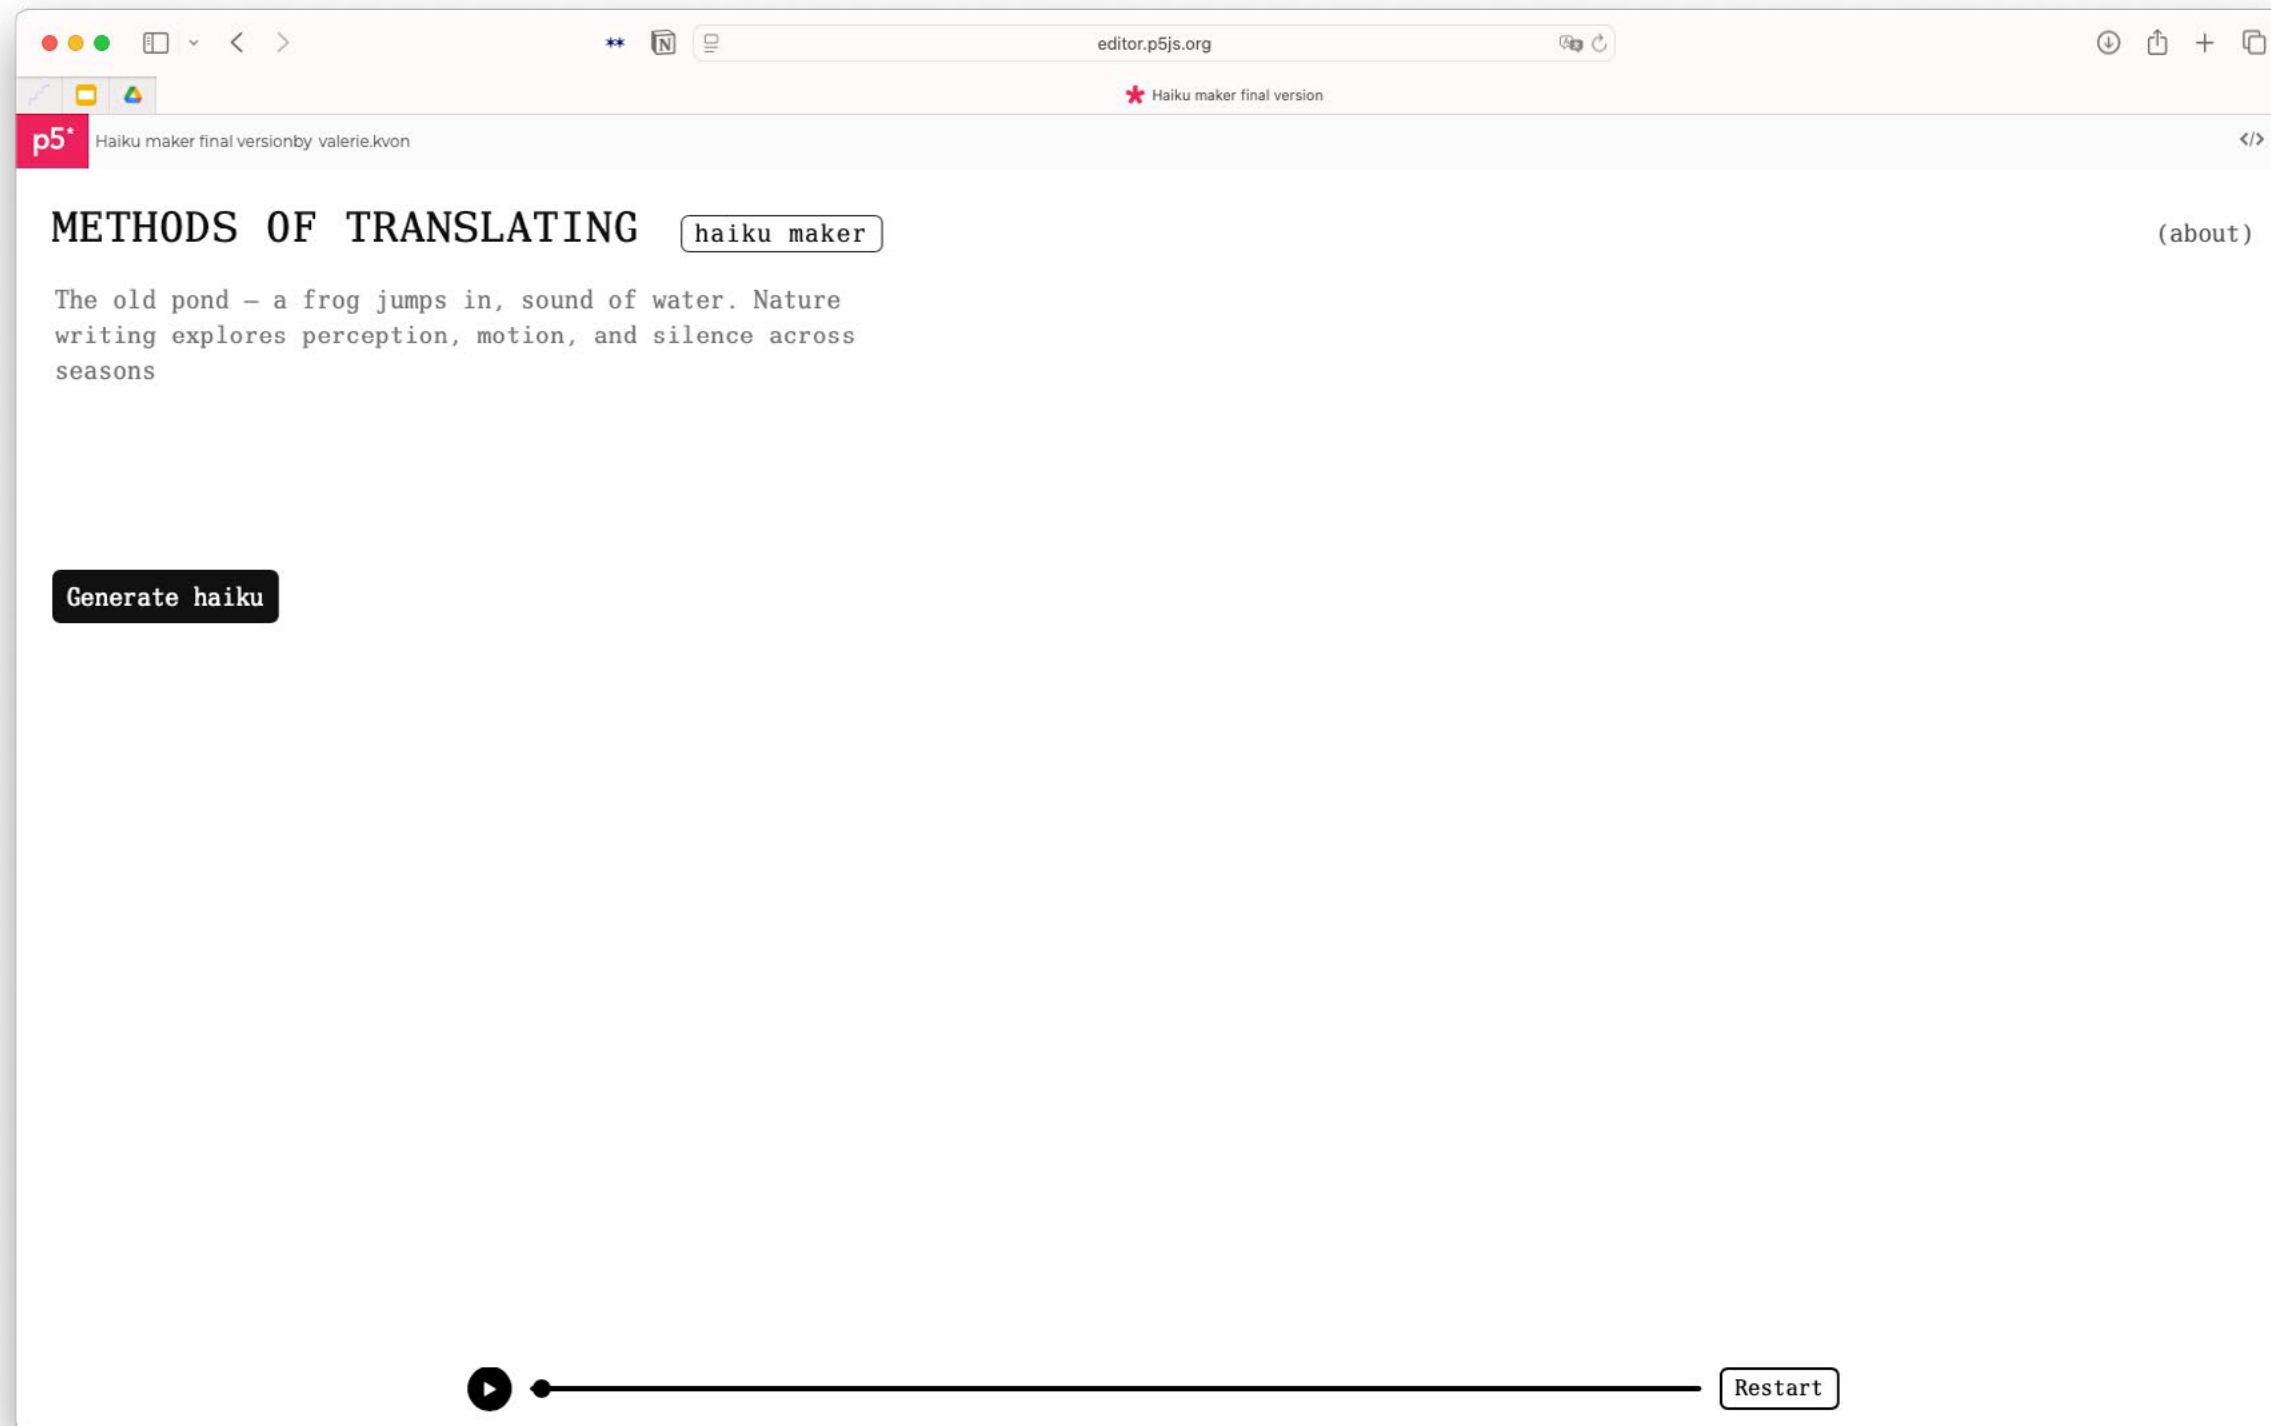 editor.p5js.org
Haiku maker final version
p5* Haiku maker final versionby valerie.kvon </>
METHODS OF TRANSLATING haiku maker (about)
The old pond — a frog jumps in, sound of water. Nature
writing explores perception, motion, and silence across
seasons
Generate haiku
Restart